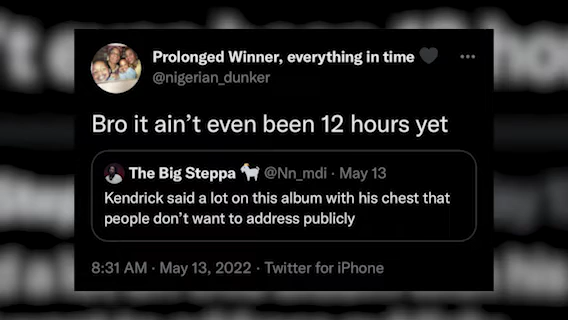 Prolonged Winner, everything in time 🖤
@nigerian_dunker
Bro it ain’t even been 12 hours yet
The Big Steppa 🐐 @Nn_mdi · May 13
Kendrick said a lot on this album with his chest that
people don’t want to address publicly
8:31 AM · May 13, 2022 · Twitter for iPhone